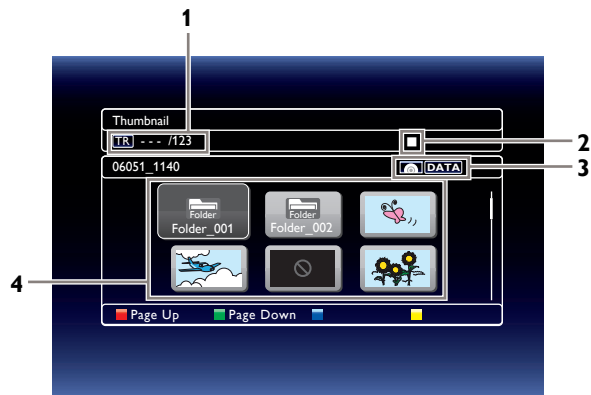 1
Thumbnail
TR - - - /123
2
06051_1140
DATA
3
Folder Folder
Folder_001 Folder_002
4
Page Up Page Down